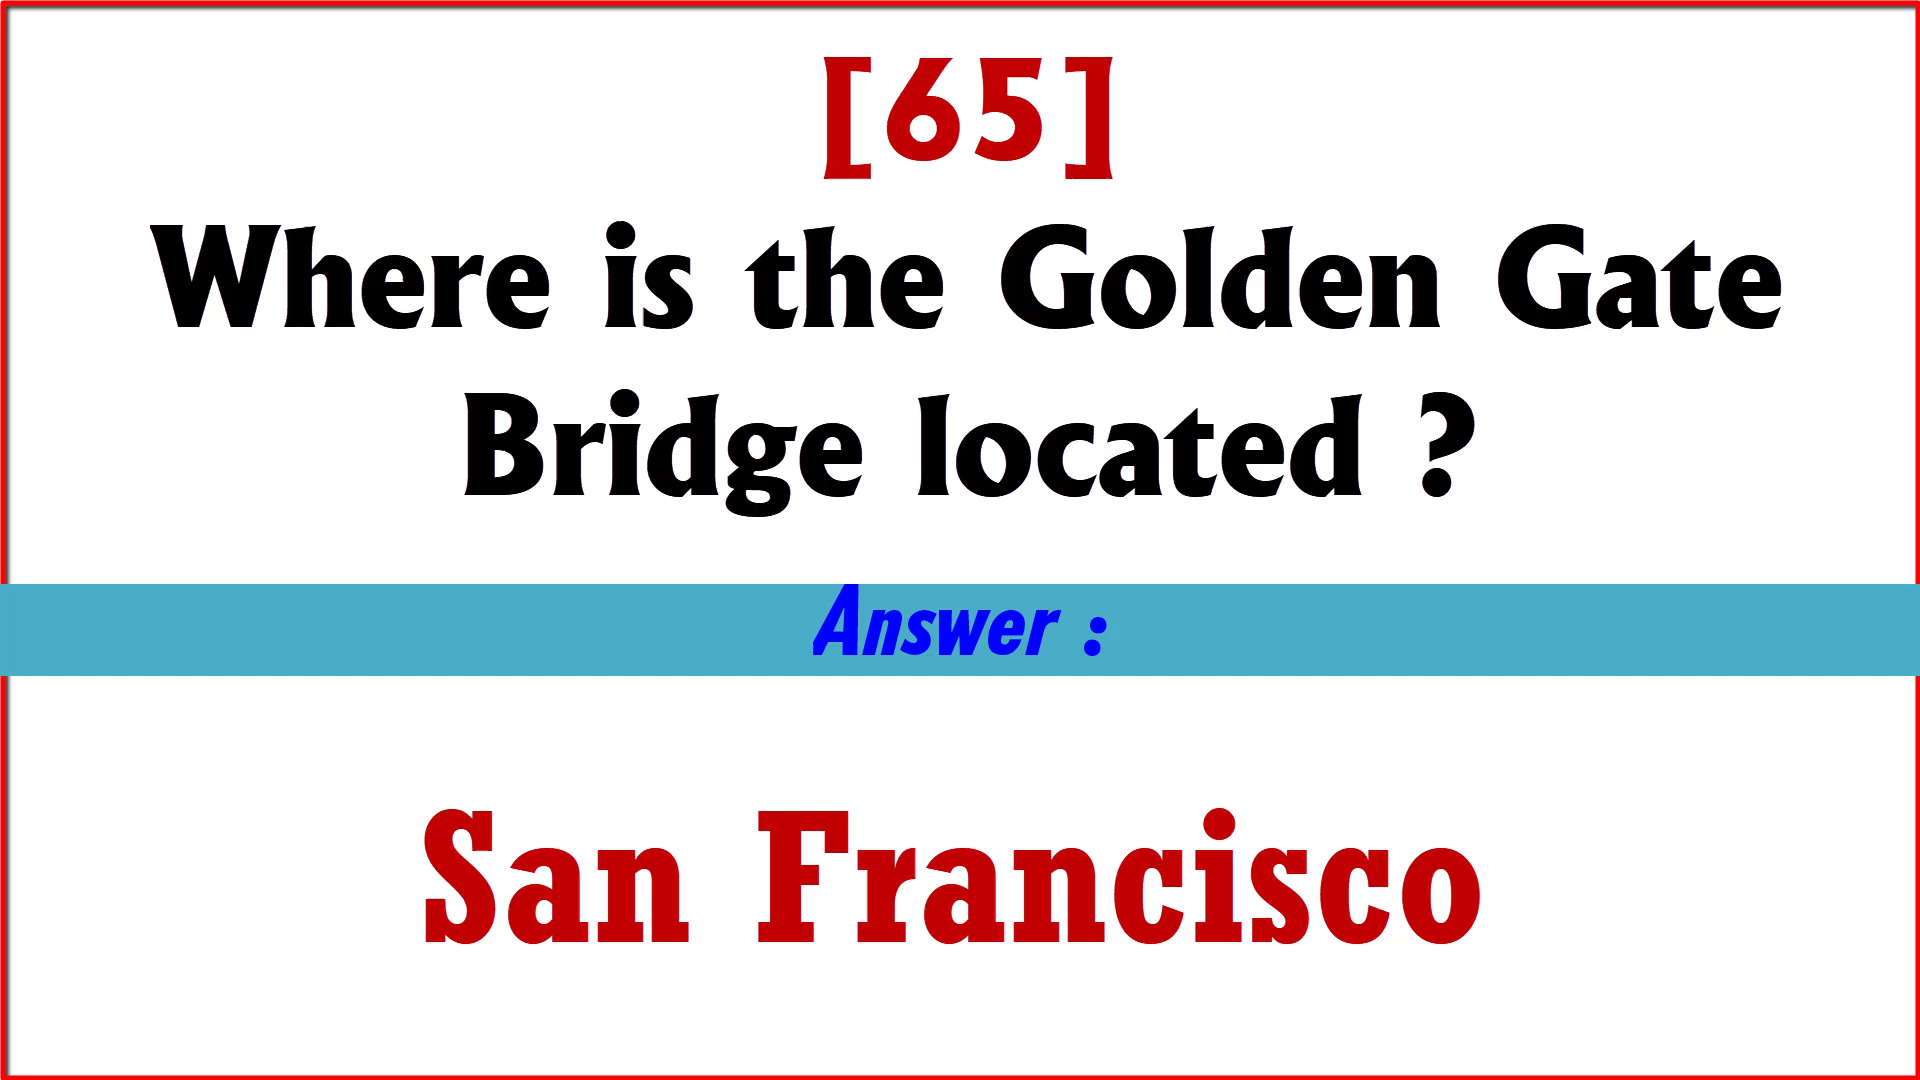 [65]
Where is the Golden Gate
Bridge located ?
Answer :
San Francisco